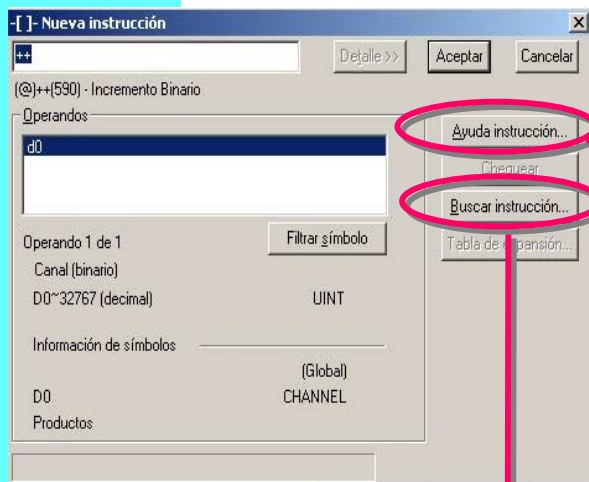 -[ ]- Nueva instrucción
++
Detalle >>
Aceptar
Cancelar
(@)++(590) - Incremento Binario
Operandos
d0
Ayuda instrucción...
Chequear
Buscar instrucción...
Tabla de expansión...
Operando 1 de 1
Filtrar símbolo
Canal (binario)
D0~32767 (decimal)
UINT
Información de símbolos
(Global)
D0
CHANNEL
Productos